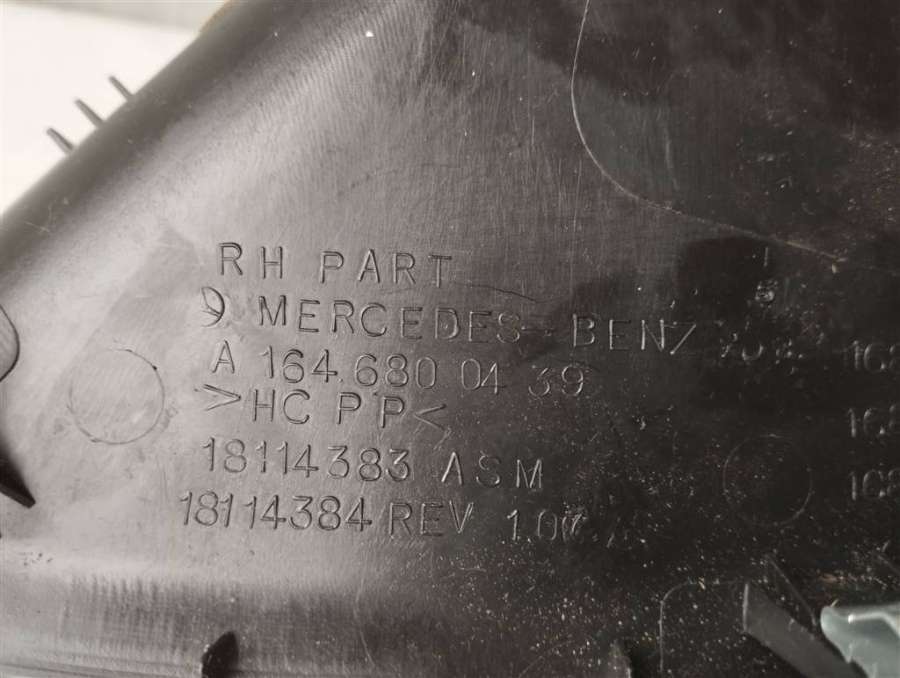 RH PART
MERCEDES-BENZ
A 164 680 04 39
>HC PP<
18114383 ASM
18114384 REV